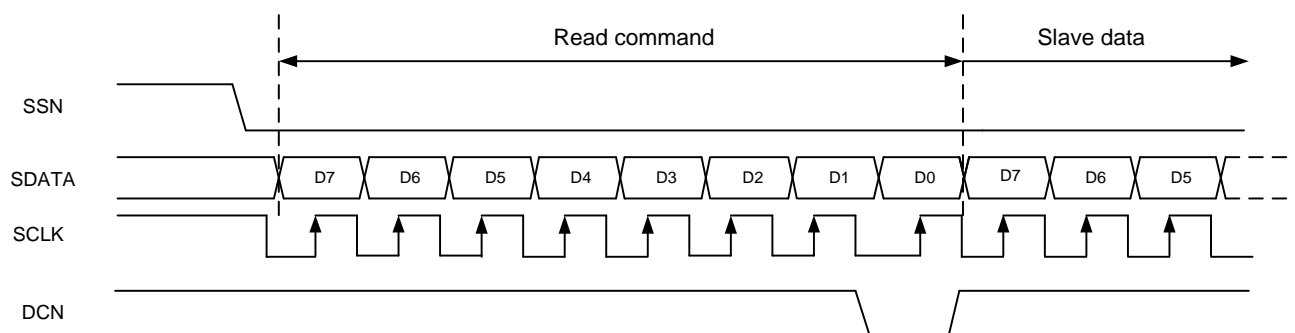 Read command Slave data
SSN
SDATA D7 D6 D5 D4 D3 D2 D1 D0 D7 D6 D5
SCLK
DCN